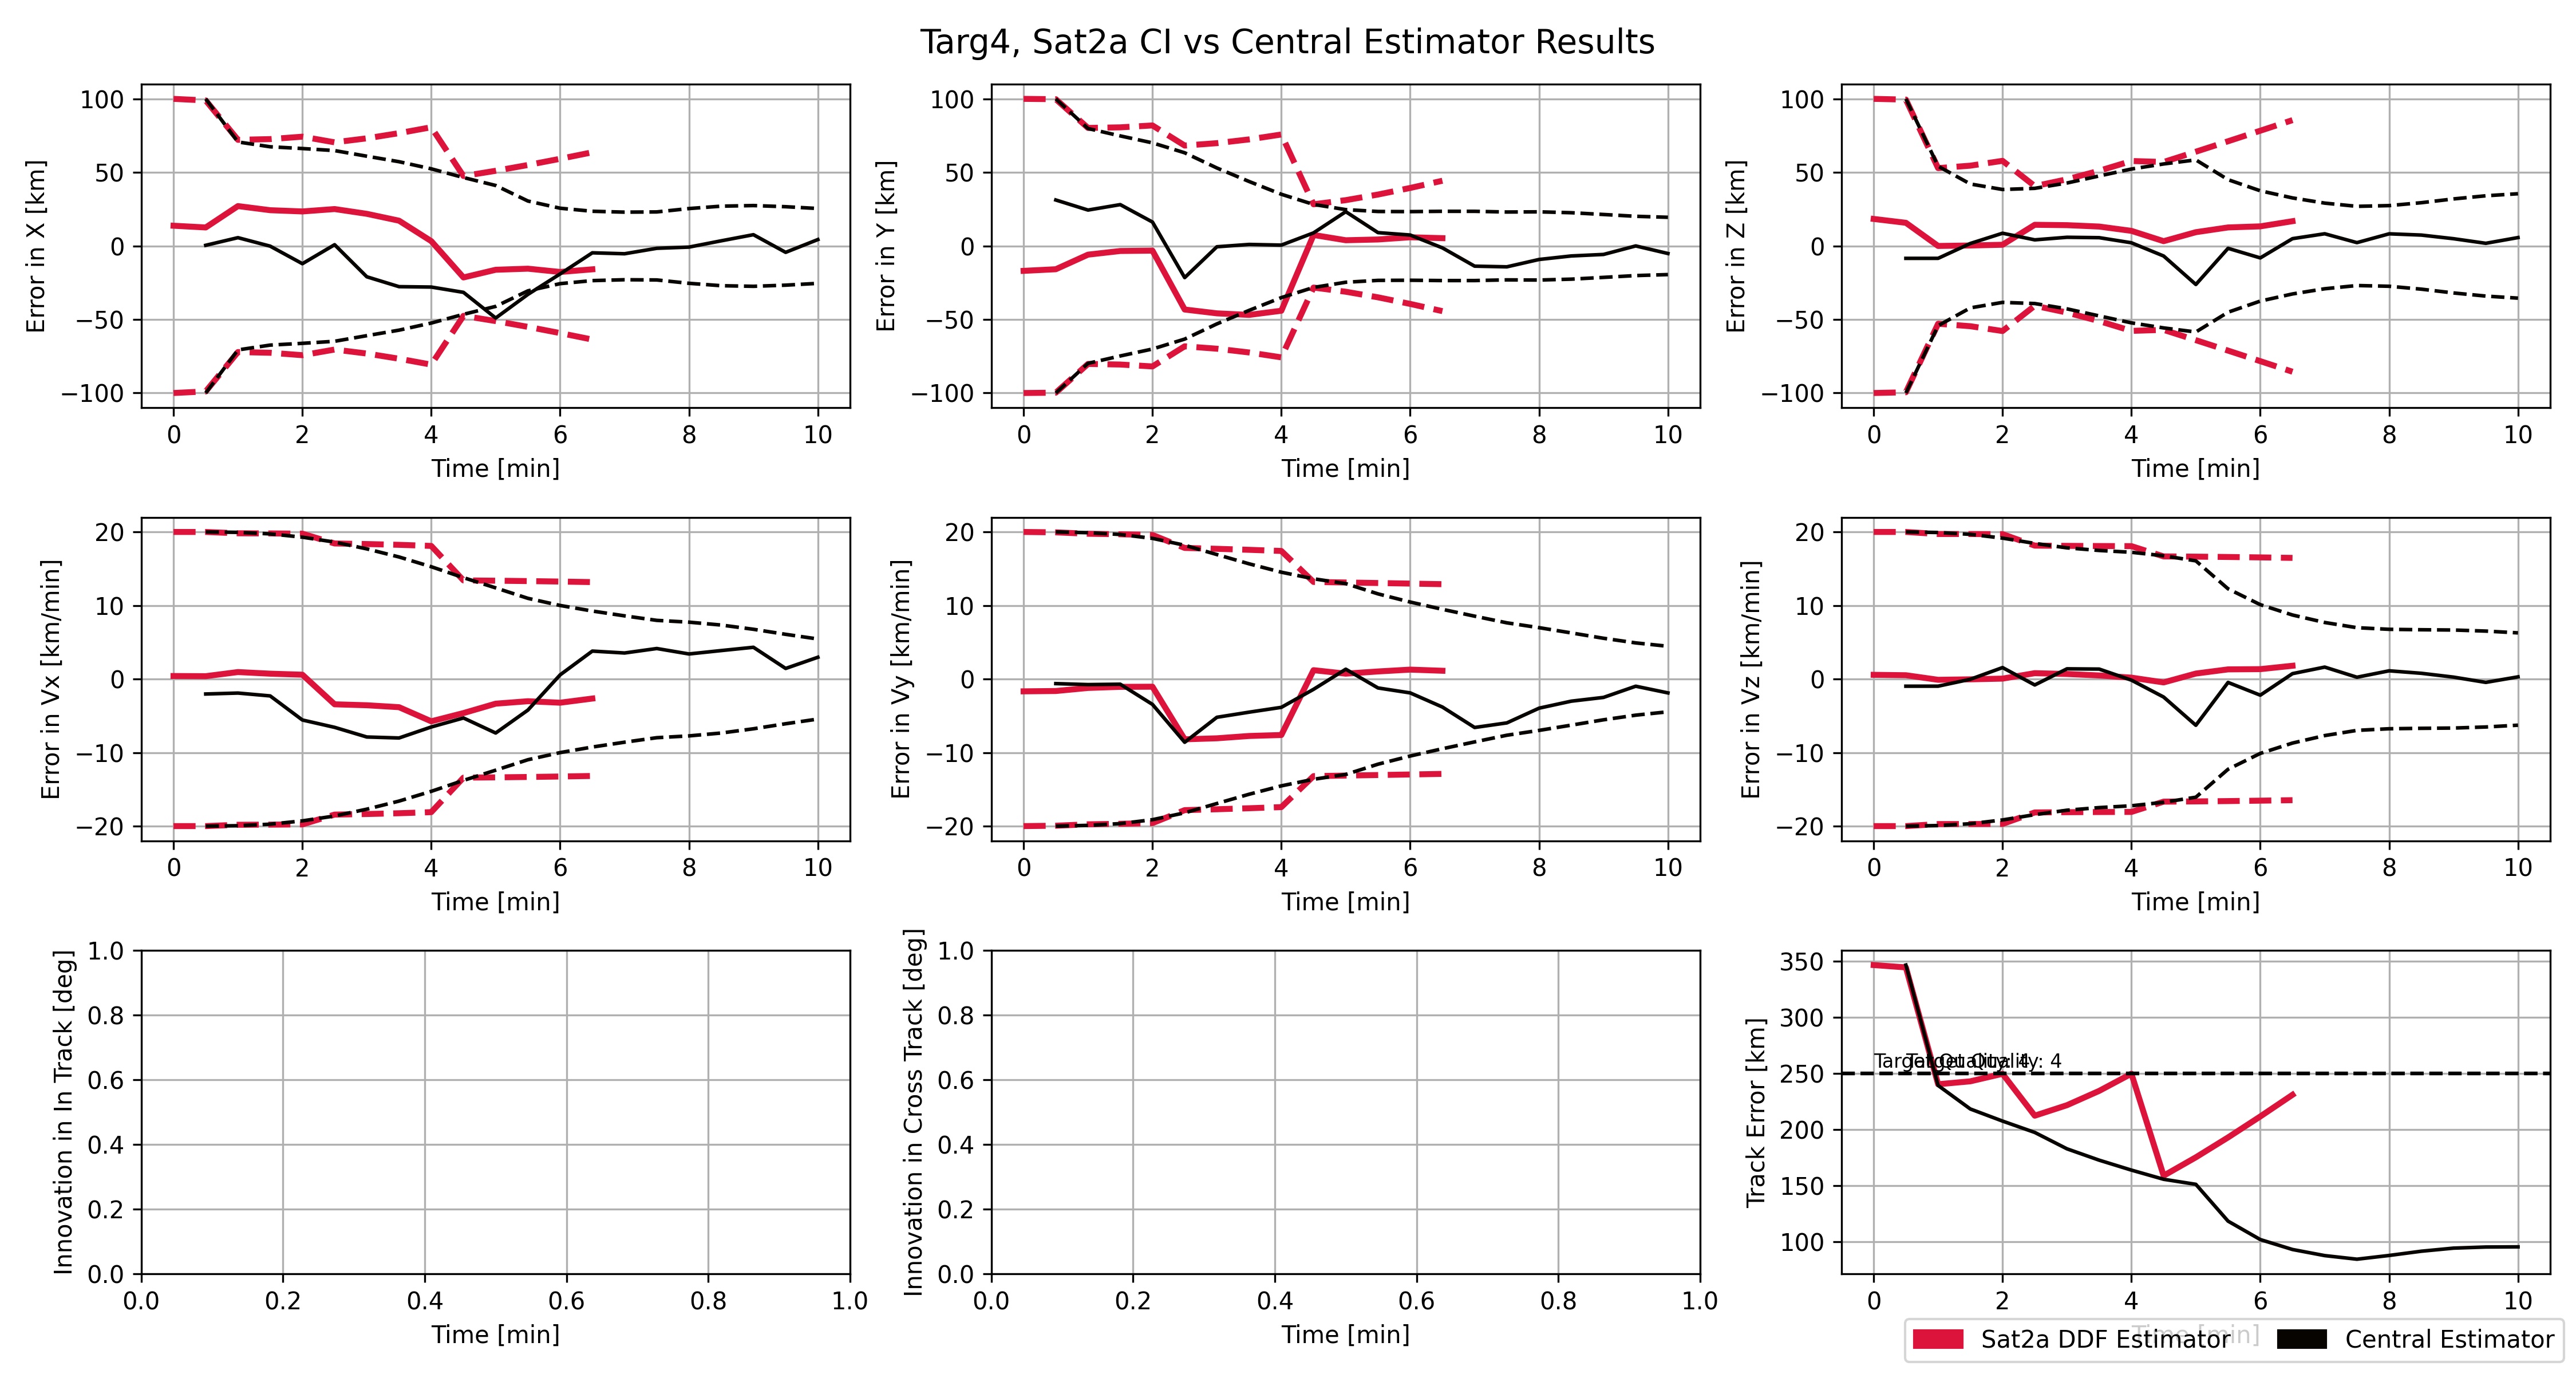 Targ4, Sat2a CI vs Central Estimator Results
Error in X [km]
100
50
0
−50
−100
0 2 4 6 8 10
Time [min]
Error in Y [km]
100
50
0
−50
−100
0 2 4 6 8 10
Time [min]
Error in Z [km]
100
50
0
−50
−100
0 2 4 6 8 10
Time [min]
Error in Vx [km/min]
20
10
0
−10
−20
0 2 4 6 8 10
Time [min]
Error in Vy [km/min]
20
10
0
−10
−20
0 2 4 6 8 10
Time [min]
Error in Vz [km/min]
20
10
0
−10
−20
0 2 4 6 8 10
Time [min]
Innovation in In Track [deg]
1.0
0.8
0.6
0.4
0.2
0.0
0.0 0.2 0.4 0.6 0.8 1.0
Time [min]
Innovation in Cross Track [deg]
1.0
0.8
0.6
0.4
0.2
0.0
0.0 0.2 0.4 0.6 0.8 1.0
Time [min]
Track Error [km]
350
300
250
200
150
100
Target Quality: 4
Target Quality: 4
0 2 4 6 8 10
Time [min]
Sat2a DDF Estimator
Central Estimator